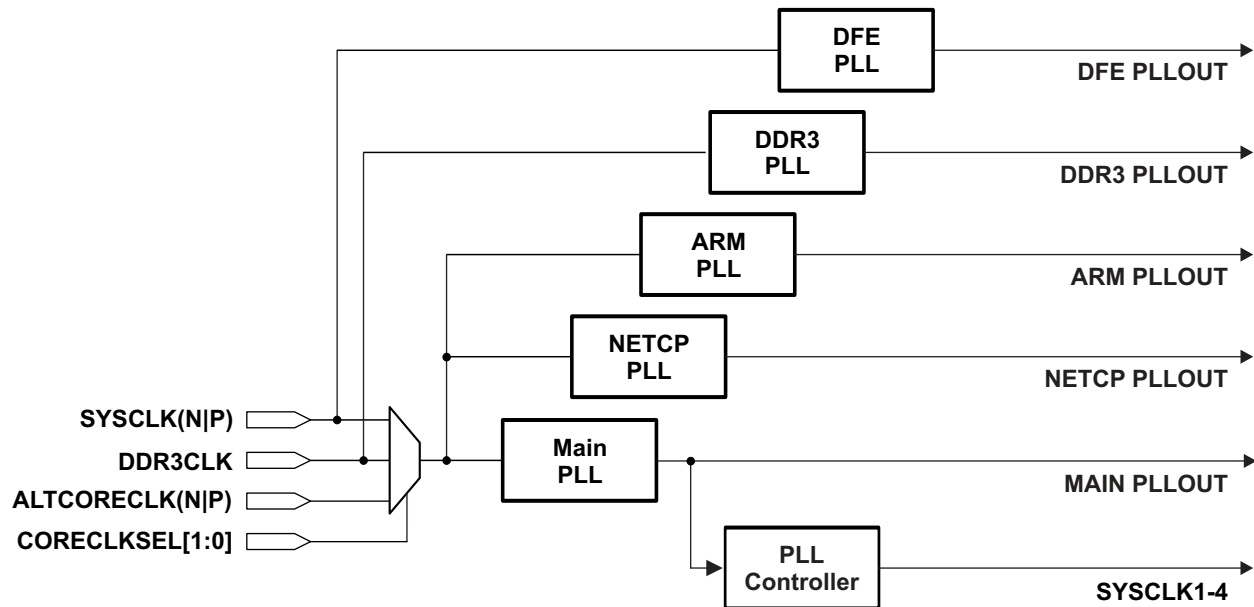 DFE
PLL
DFE PLLOUT
DDR3
PLL
DDR3 PLLOUT
ARM
PLL
ARM PLLOUT
NETCP
PLL
NETCP PLLOUT
SYSCLK(N|P)
DDR3CLK
ALTCORECLK(N|P)
CORECLKSEL[1:0]
Main
PLL
MAIN PLLOUT
PLL
Controller
SYSCLK1-4